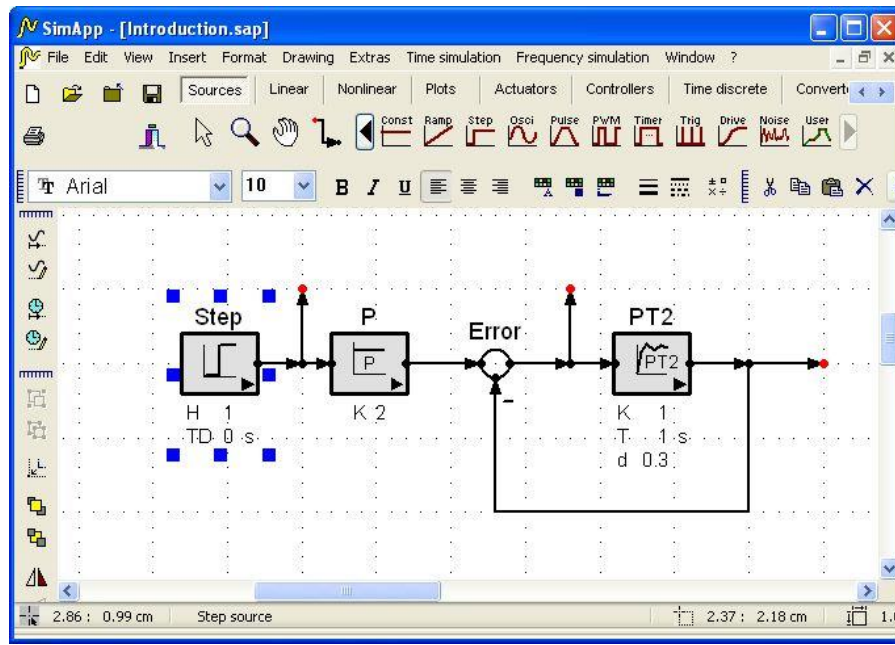 SimApp - [Introduction.sap]
File Edit View Insert Format Drawing Extras Time simulation Frequency simulation Window ?
Sources Linear Nonlinear Plots Actuators Controllers Time discrete Converte
Const Ramp Step Osci Pulse PWM Timer Trig Drive Noise User
Arial 10 B I U
Step P Error PT2
P PT2
H 1 K 2 - K 1
TD 0 s T 1 s
d 0.3
2.86 : 0.99 cm Step source 2.37 : 2.18 cm 1.0